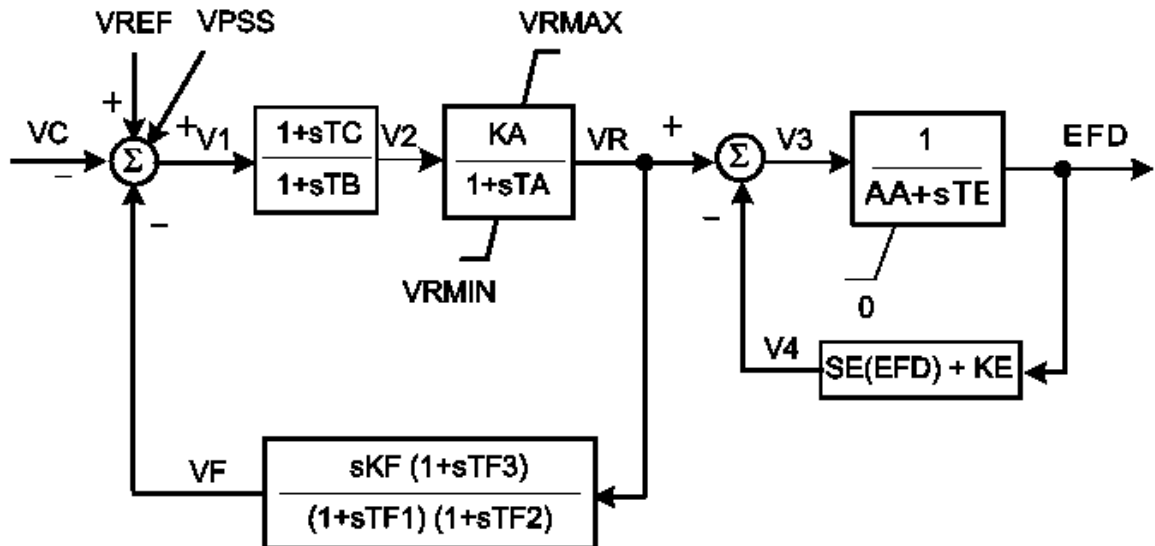 VREF
VPSS
VRMAX
+
VC
−
Σ
+
V1
1+sTC
1+sTB
V2
KA
1+sTA
VR
+
Σ
−
V3
1
AA+sTE
EFD
−
VRMIN
0
V4
SE(EFD) + KE
VF
sKF (1+sTF3)
(1+sTF1) (1+sTF2)